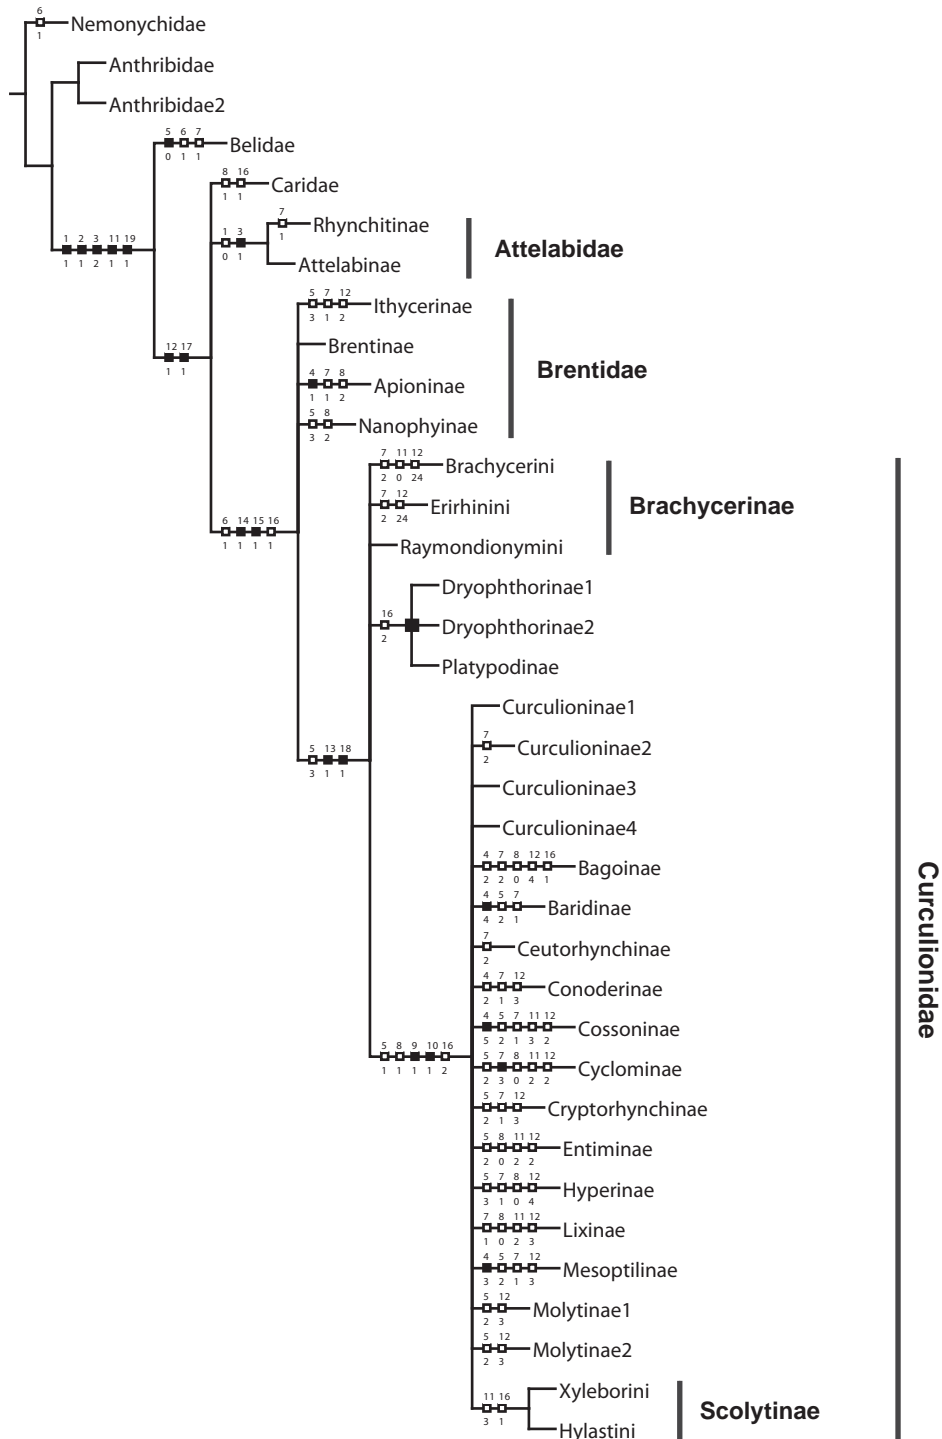 6
1
Nemonychidae
Anthribidae
Anthribidae2
5 6 7
0 1 1
Belidae
8 16
1 1
Caridae
7
1
Rhynchitinae
1 3
0 1
Attelabinae
Attelabidae
1 2 3 11 19
1 1 2 1 1
5 7 12
3 1 2
Ithycerinae
Brentinae
12 17
1 1
4 7 8
1 1 2
Apioninae
5 8
3 2
Nanophyinae
Brentidae
7 11 12
2 0 24
Brachycerini
7 12
2 24
Erirhinini
Brachycerinae
6 14 15 16
1 1 1 1
Raymondionymini
Dryophthorinae1
16
2
Dryophthorinae2
Platypodinae
Curculioninae1
7
2
Curculioninae2
5 13 18
3 1 1
Curculioninae3
Curculioninae4
4 7 8 12 16
2 2 0 4 1
Bagoinae
4 5 7
4 2 1
Baridinae
7
2
Ceutorhynchinae
Curculionidae
4 7 12
2 1 3
Conoderinae
4 5 7 11 12
5 2 1 3 2
Cossoninae
5 8 9 10 16
1 1 1 1 2
5 7 8 11 12
2 3 0 2 2
Cyclominae
5 7 12
2 1 3
Cryptorhynchinae
5 8 11 12
2 0 2 2
Entiminae
5 7 8 12
3 1 0 4
Hyperinae
7 8 11 12
1 0 2 3
Lixinae
4 5 7 12
3 2 1 3
Mesoptilinae
5 12
2 3
Molytinae1
5 12
2 3
Molytinae2
Xyleborini
11 16
3 1
Scolytinae
Hylastini